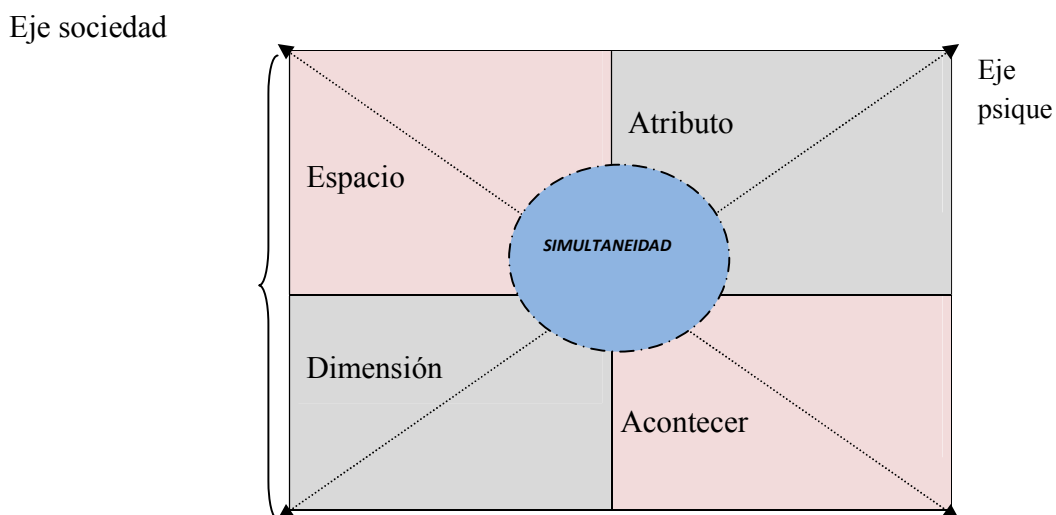 Eje sociedad
Eje
psique
Atributo
Espacio
SIMULTANEIDAD
Dimensión
Acontecer